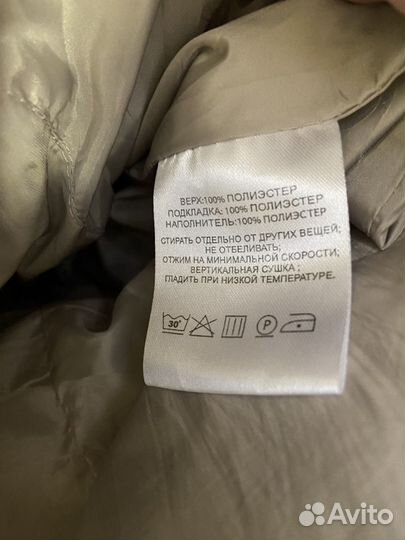 ВЕРХ:100% ПОЛИЭСТЕР
ПОДКЛАДКА: 100% ПОЛИЭСТЕР
НАПОЛНИТЕЛЬ:100% ПОЛИЭСТЕР
СТИРАТЬ ОТДЕЛЬНО ОТ ДРУГИХ ВЕЩЕЙ;
НЕ ОТБЕЛИВАТЬ;
ОТЖИМ НА МИНИМАЛЬНОЙ СКОРОСТИ;
ВЕРТИКАЛЬНАЯ СУШКА ;
ГЛАДИТЬ ПРИ НИЗКОЙ ТЕМПЕРАТУРЕ.
30° P
Avito